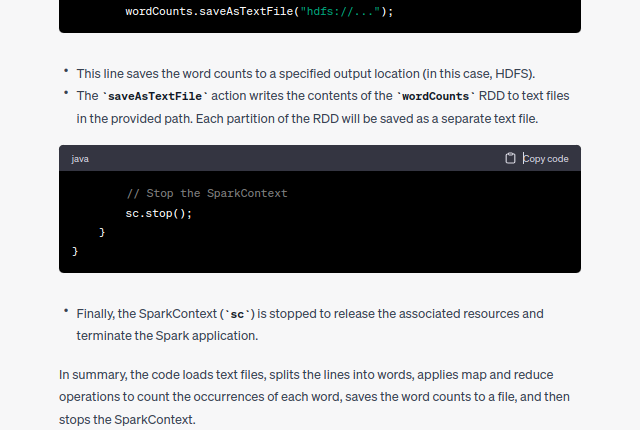 wordCounts.saveAsTextFile("hdfs://...");
• This line saves the word counts to a specified output location (in this case, HDFS).
• The `saveAsTextFile` action writes the contents of the `wordCounts` RDD to text files
in the provided path. Each partition of the RDD will be saved as a separate text file.
java Copy code
// Stop the SparkContext
sc.stop();
}
}
• Finally, the SparkContext (`sc`) is stopped to release the associated resources and
terminate the Spark application.
In summary, the code loads text files, splits the lines into words, applies map and reduce
operations to count the occurrences of each word, saves the word counts to a file, and then
stops the SparkContext.